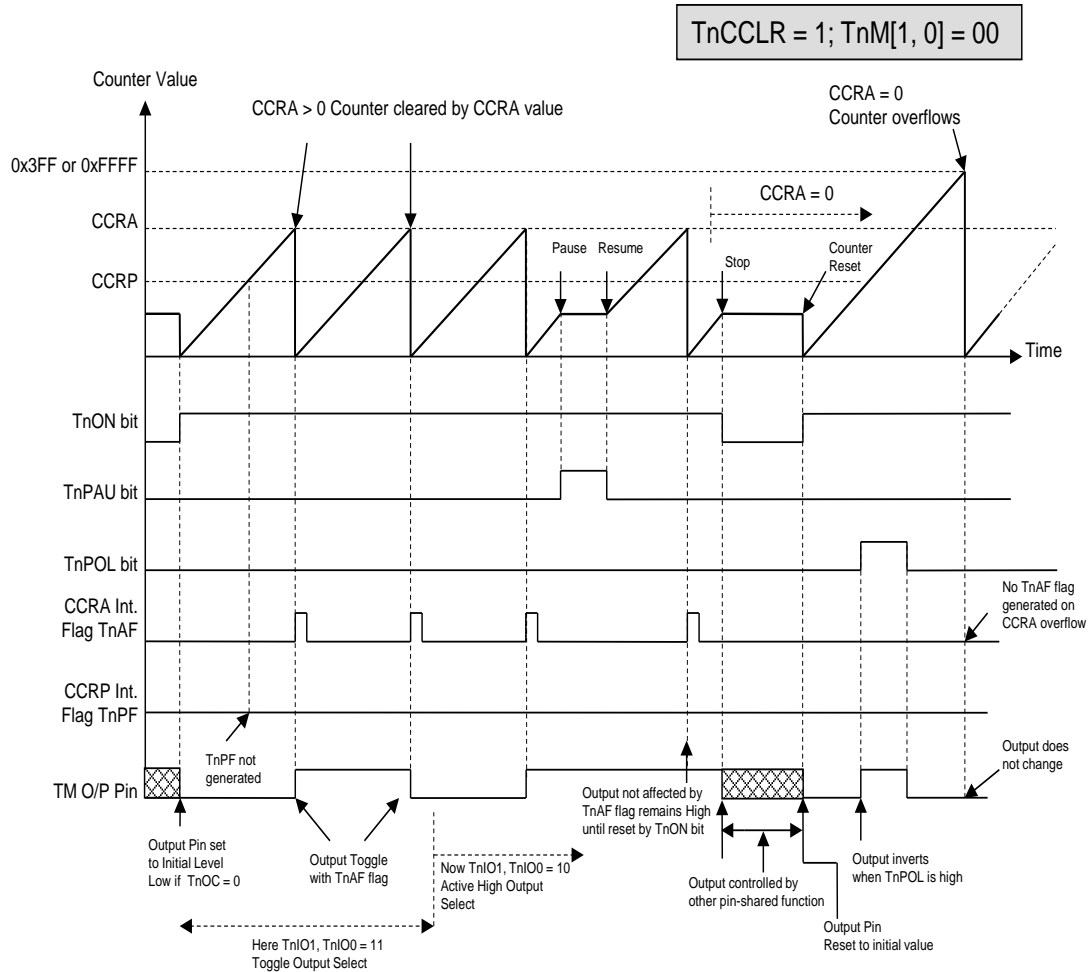 TnCCLR = 1; TnM[1, 0] = 00
Counter Value
CCRA > 0 Counter cleared by CCRA value
CCRA = 0
Counter overflows
0x3FF or 0xFFFF
CCRA = 0
CCRA
Pause
Resume
Stop
Counter
Reset
CCRP
Time
TnON bit
TnPAU bit
TnPOL bit
CCRA Int.
Flag TnAF
No TnAF flag
generated on
CCRA overflow
CCRP Int.
Flag TnPF
TnPF not
generated
TM O/P Pin
Output does
not change
Output not affected by
TnAF flag remains High
until reset by TnON bit
Output Pin set
to Initial Level
Low if TnOC = 0
Output Toggle
with TnAF flag
Now TnIO1, TnIO0 = 10
Active High Output
Select
Output controlled by
other pin-shared function
Output inverts
when TnPOL is high
Output Pin
Reset to initial value
Here TnIO1, TnIO0 = 11
Toggle Output Select